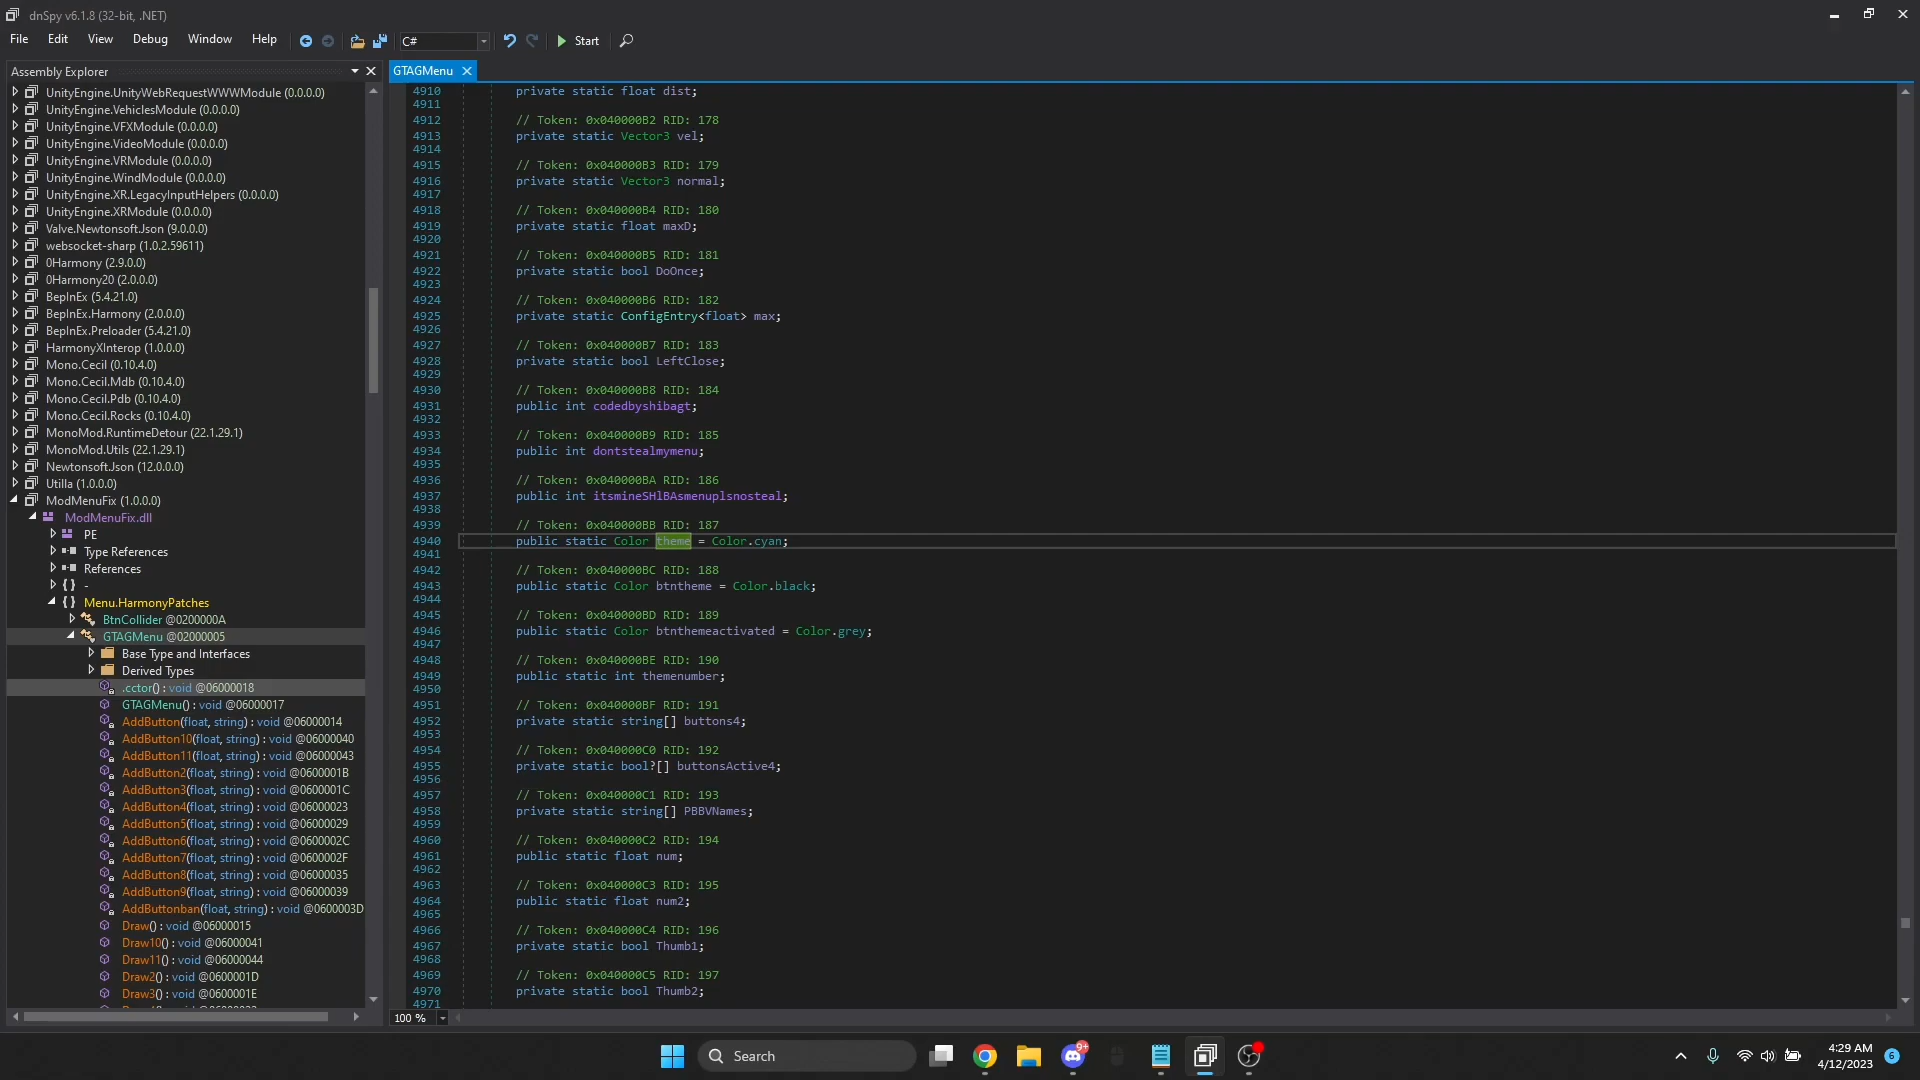 dnSpy v6.1.8 (32-bit, .NET)
File Edit View Debug Window Help C# Start
Assembly Explorer
UnityEngine.UnityWebRequestWWWModule (0.0.0.0)
UnityEngine.VehiclesModule (0.0.0.0)
UnityEngine.VFXModule (0.0.0.0)
UnityEngine.VideoModule (0.0.0.0)
UnityEngine.VRModule (0.0.0.0)
UnityEngine.WindModule (0.0.0.0)
UnityEngine.XR.LegacyInputHelpers (0.0.0.0)
UnityEngine.XRModule (0.0.0.0)
Valve.Newtonsoft.Json (9.0.0.0)
websocket-sharp (1.0.2.59611)
0Harmony (2.9.0.0)
0Harmony20 (2.0.0.0)
BepInEx (5.4.21.0)
BepInEx.Harmony (2.0.0.0)
BepInEx.Preloader (5.4.21.0)
HarmonyXInterop (1.0.0.0)
Mono.Cecil (0.10.4.0)
Mono.Cecil.Mdb (0.10.4.0)
Mono.Cecil.Pdb (0.10.4.0)
Mono.Cecil.Rocks (0.10.4.0)
MonoMod.RuntimeDetour (22.1.29.1)
MonoMod.Utils (22.1.29.1)
Newtonsoft.Json (12.0.0.0)
Utilla (1.0.0.0)
ModMenuFix (1.0.0.0)
ModMenuFix.dll
PE
Type References
References
{} -
{} Menu.HarmonyPatches
BtnCollider @0200000A
GTAGMenu @02000005
Base Type and Interfaces
Derived Types
.cctor() : void @06000018
GTAGMenu() : void @06000017
AddButton(float, string) : void @06000014
AddButton10(float, string) : void @06000040
AddButton11(float, string) : void @06000043
AddButton2(float, string) : void @0600001B
AddButton3(float, string) : void @0600001C
AddButton4(float, string) : void @06000023
AddButton5(float, string) : void @06000029
AddButton6(float, string) : void @0600002C
AddButton7(float, string) : void @0600002F
AddButton8(float, string) : void @06000035
AddButton9(float, string) : void @06000039
AddButtonban(float, string) : void @0600003D
Draw() : void @06000015
Draw10() : void @06000041
Draw11() : void @06000044
Draw2() : void @0600001D
Draw3() : void @0600001E
GTAGMenu
4910 private static float dist;
4911
4912 // Token: 0x040000B2 RID: 178
4913 private static Vector3 vel;
4914
4915 // Token: 0x040000B3 RID: 179
4916 private static Vector3 normal;
4917
4918 // Token: 0x040000B4 RID: 180
4919 private static float maxD;
4920
4921 // Token: 0x040000B5 RID: 181
4922 private static bool DoOnce;
4923
4924 // Token: 0x040000B6 RID: 182
4925 private static ConfigEntry<float> max;
4926
4927 // Token: 0x040000B7 RID: 183
4928 private static bool LeftClose;
4929
4930 // Token: 0x040000B8 RID: 184
4931 public int codedbyshibagt;
4932
4933 // Token: 0x040000B9 RID: 185
4934 public int dontstealmymenu;
4935
4936 // Token: 0x040000BA RID: 186
4937 public int itsmineSHlBAsmenuplsnosteal;
4938
4939 // Token: 0x040000BB RID: 187
4940 public static Color theme = Color.cyan;
4941
4942 // Token: 0x040000BC RID: 188
4943 public static Color btntheme = Color.black;
4944
4945 // Token: 0x040000BD RID: 189
4946 public static Color btnthemeactivated = Color.grey;
4947
4948 // Token: 0x040000BE RID: 190
4949 public static int themenumber;
4950
4951 // Token: 0x040000BF RID: 191
4952 private static string[] buttons4;
4953
4954 // Token: 0x040000C0 RID: 192
4955 private static bool?[] buttonsActive4;
4956
4957 // Token: 0x040000C1 RID: 193
4958 private static string[] PBBVNames;
4959
4960 // Token: 0x040000C2 RID: 194
4961 public static float num;
4962
4963 // Token: 0x040000C3 RID: 195
4964 public static float num2;
4965
4966 // Token: 0x040000C4 RID: 196
4967 private static bool Thumb1;
4968
4969 // Token: 0x040000C5 RID: 197
4970 private static bool Thumb2;
4971
100 %
Search
9+
4:29 AM
4/12/2023
6